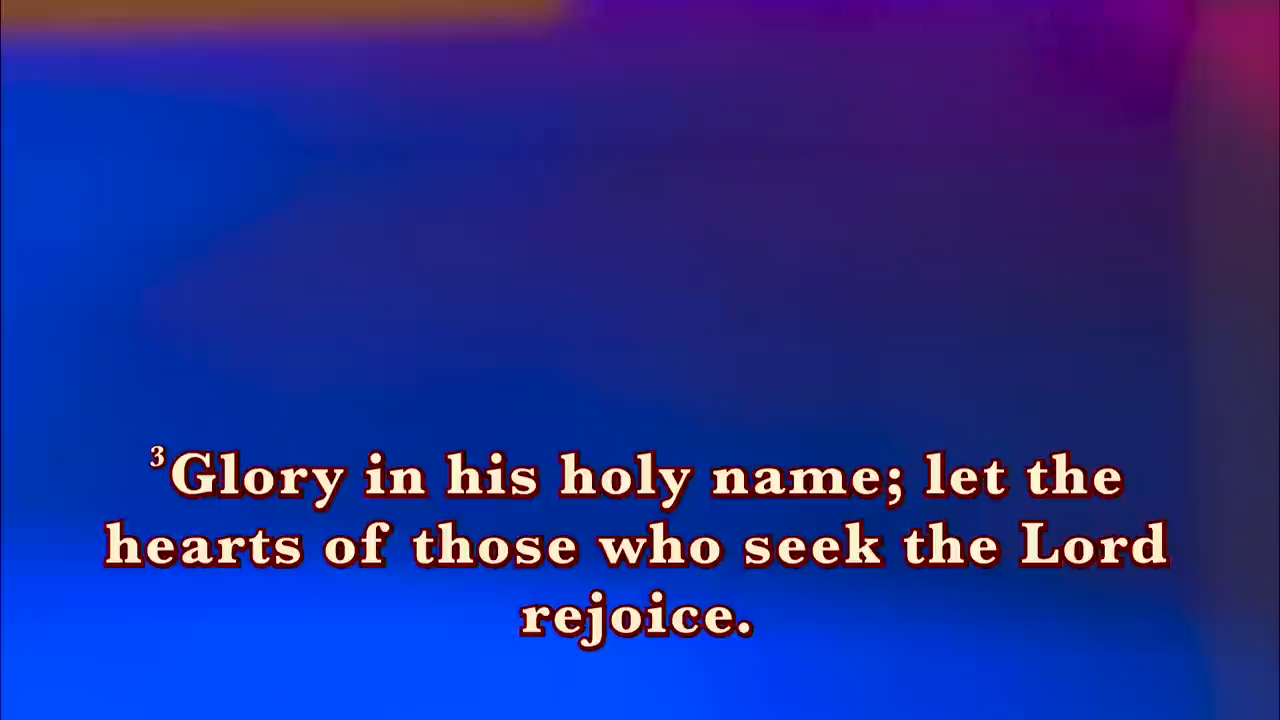 ³Glory in his holy name; let the
hearts of those who seek the Lord
rejoice.